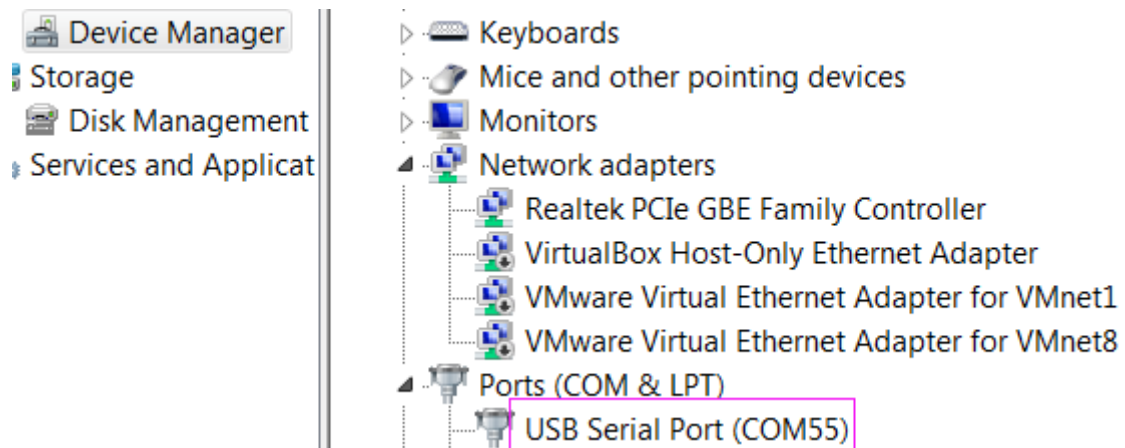 Device Manager
Storage
Disk Management
Services and Applicat
Keyboards
Mice and other pointing devices
Monitors
Network adapters
Realtek PCIe GBE Family Controller
VirtualBox Host-Only Ethernet Adapter
VMware Virtual Ethernet Adapter for VMnet1
VMware Virtual Ethernet Adapter for VMnet8
Ports (COM & LPT)
USB Serial Port (COM55)